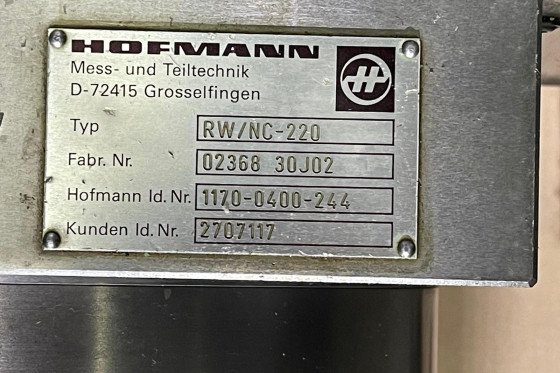 HOFMANN
Mess- und Teiltechnik
D-72415 Grosselfingen
H
Typ RW/NC-220
Fabr. Nr. 02368 30J02
Hofmann Id. Nr. 1170-0400-244
Kunden Id. Nr. 2707117